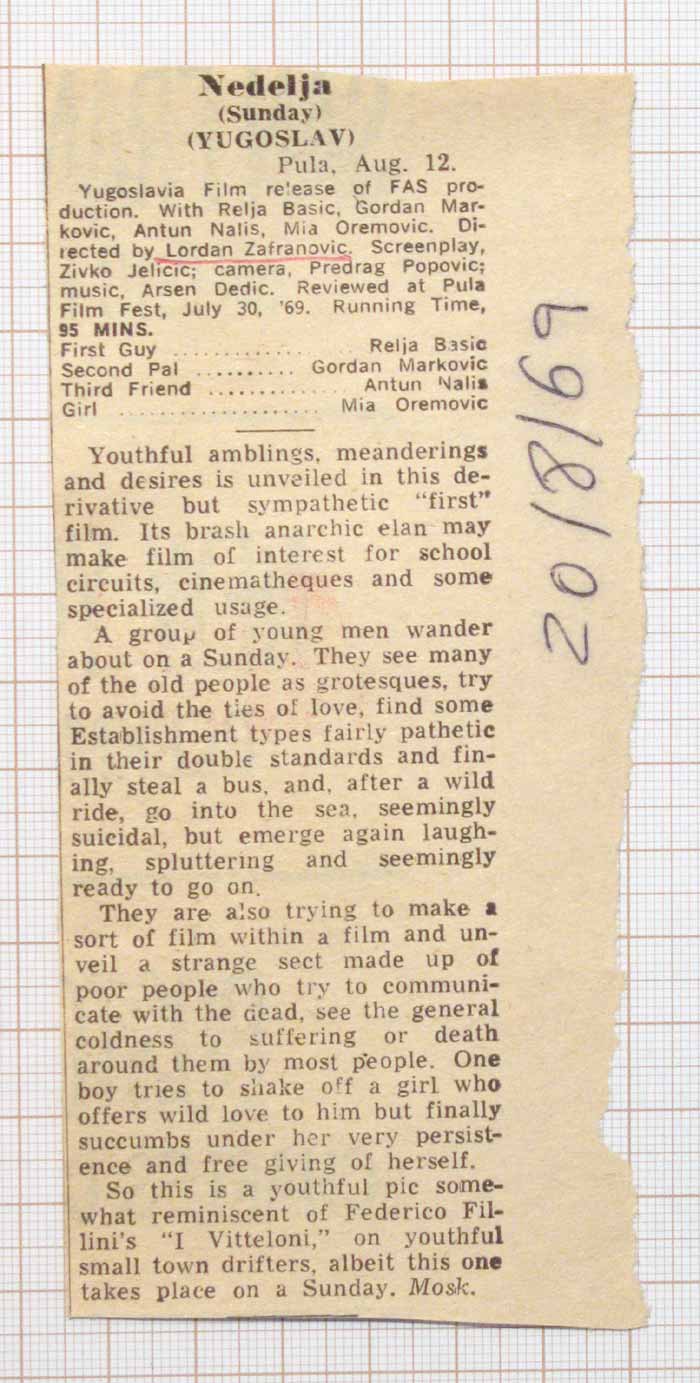 Nedelja
(Sunday)
(YUGOSLAV)
Pula, Aug. 12.
Yugoslavia Film release of FAS pro-
duction. With Relja Basic, Gordan Mar-
kovic, Antun Nalis, Mia Oremovic. Di-
rected by Lordan Zafranovic. Screenplay,
Zivko Jelicic; camera, Predrag Popovic;
music, Arsen Dedic. Reviewed at Pula
Film Fest, July 30, '69. Running Time,
95 MINS.
First Guy .............. Relja Basic
Second Pal .......... Gordan Markovic
Third Friend ............. Antun Nalis
Girl .................... Mia Oremovic
Youthful amblings, meanderings
and desires is unveiled in this de-
rivative but sympathetic "first"
film. Its brash anarchic elan may
make film of interest for school
circuits, cinematheques and some
specialized usage.
A group of young men wander
about on a Sunday. They see many
of the old people as grotesques, try
to avoid the ties of love, find some
Establishment types fairly pathetic
in their double standards and fin-
ally steal a bus, and, after a wild
ride, go into the sea, seemingly
suicidal, but emerge again laugh-
ing, spluttering and seemingly
ready to go on.
They are also trying to make a
sort of film within a film and un-
veil a strange sect made up of
poor people who try to communi-
cate with the dead, see the general
coldness to suffering or death
around them by most people. One
boy tries to shake off a girl who
offers wild love to him but finally
succumbs under her very persist-
ence and free giving of herself.
So this is a youthful pic some-
what reminiscent of Federico Fil-
lini's "I Vitteloni," on youthful
small town drifters, albeit this one
takes place on a Sunday. Mosk.
20/8/69